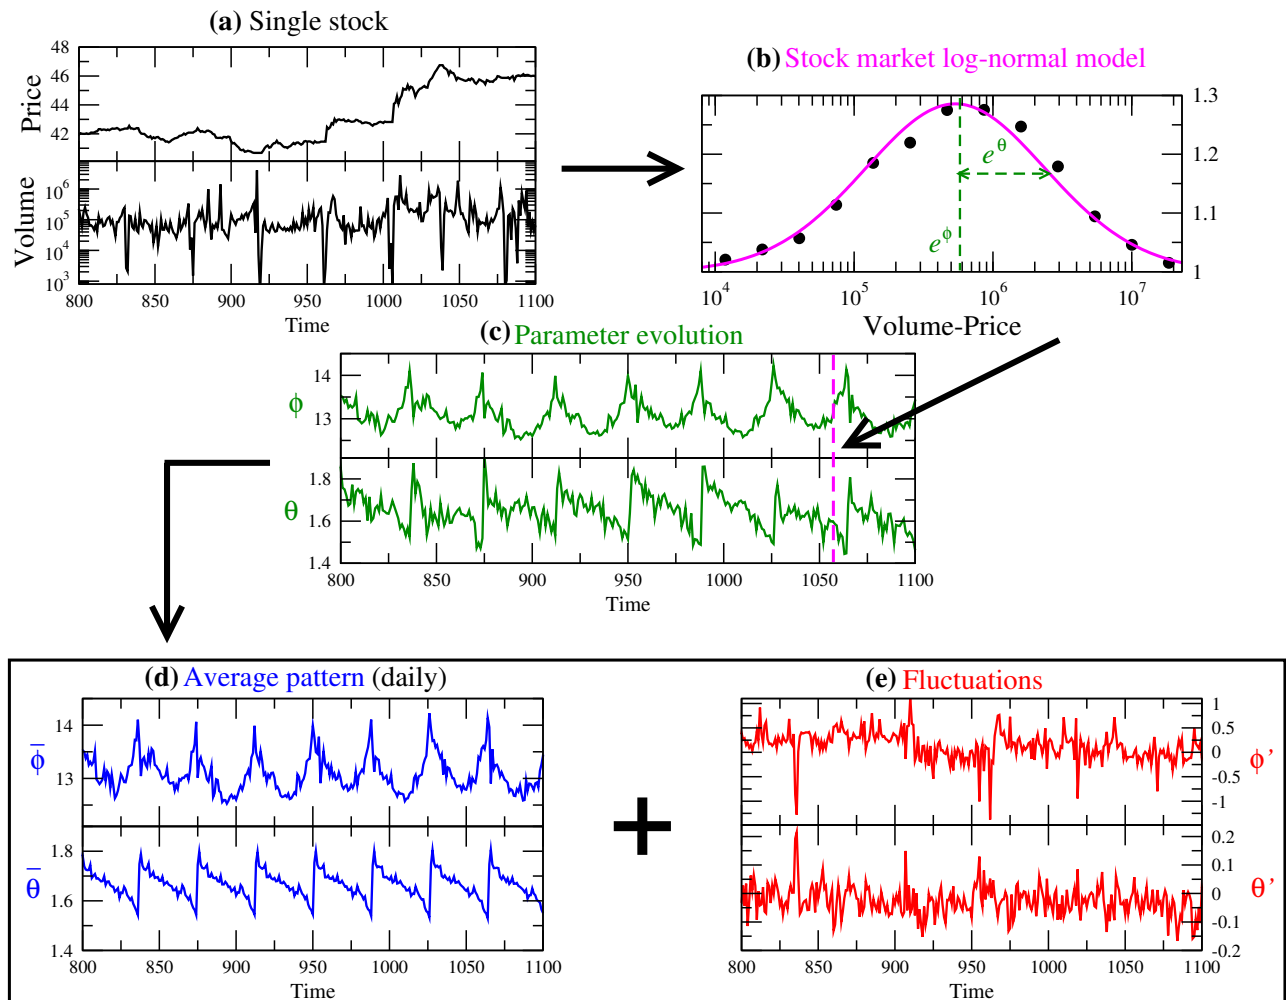 (a) Single stock
48
46
44
42
Price
10^6
10^5
10^4
10^3
Volume
800 850 900 950 1000 1050 1100
Time
(b) Stock market log-normal model
1.3
1.2
1.1
1
e^θ
e^ϕ
10^4 10^5 10^6 10^7
Volume-Price
(c) Parameter evolution
14
13
ϕ
1.8
1.6
1.4
θ
800 850 900 950 1000 1050 1100
Time
(d) Average pattern (daily)
14
13
ϕ̄
1.8
1.6
1.4
θ̄
800 850 900 950 1000 1050 1100
Time
+
(e) Fluctuations
1
0.5
0
-0.5
-1
ϕ'
0.2
0.1
0
-0.1
-0.2
θ'
800 850 900 950 1000 1050 1100
Time